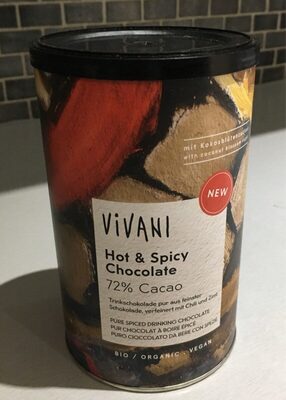 mit Kokosblütenzucker
with coconut blossom
NEW
ViVANI
Hot & Spicy
Chocolate
72% Cacao
Trinkschokolade pur aus feinster
Schokolade, verfeinert mit Chili und Zimt
PURE SPICED DRINKING CHOCOLATE
PUR CHOCOLAT À BOIRE ÉPICÉ
PURO CIOCCOLATO DA BERE CON SPEZIE
BIO / ORGANIC · VEGAN